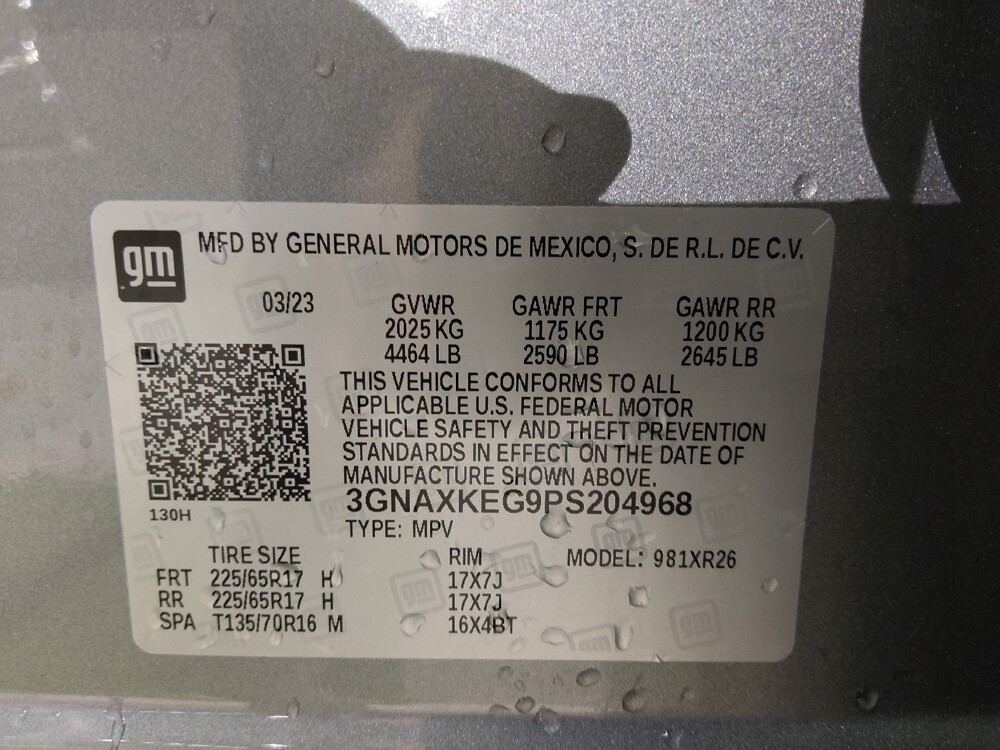 gm MFD BY GENERAL MOTORS DE MEXICO, S. DE R.L. DE C.V.
03/23 GVWR GAWR FRT GAWR RR
2025 KG 1175 KG 1200 KG
4464 LB 2590 LB 2645 LB
THIS VEHICLE CONFORMS TO ALL
APPLICABLE U.S. FEDERAL MOTOR
VEHICLE SAFETY AND THEFT PREVENTION
STANDARDS IN EFFECT ON THE DATE OF
MANUFACTURE SHOWN ABOVE.
3GNAXKEG9PS204968
130H
TYPE: MPV
TIRE SIZE RIM MODEL: 981XR26
FRT 225/65R17 H 17X7J
RR 225/65R17 H 17X7J
SPA T135/70R16 M 16X4BT